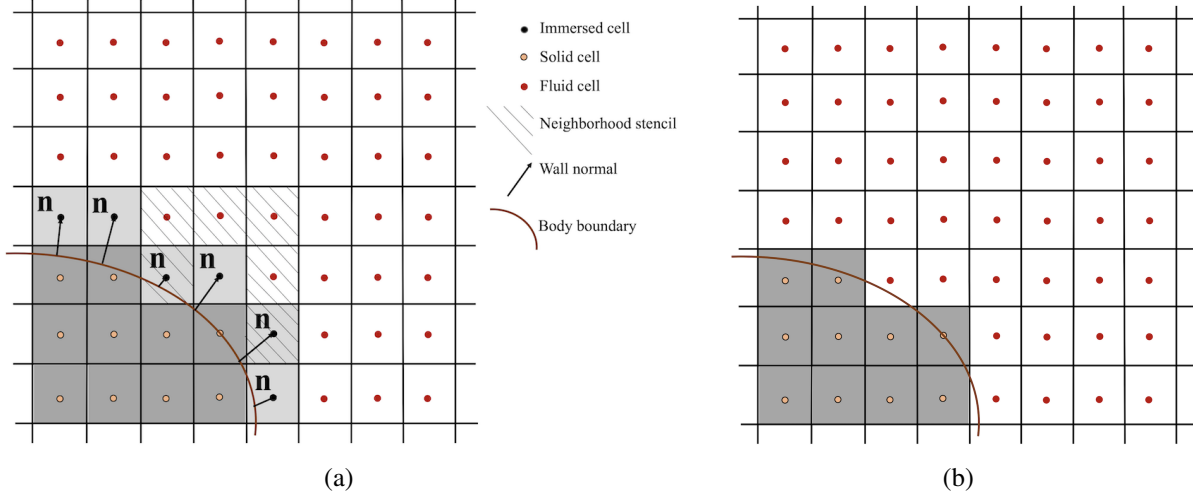 Immersed cell
Solid cell
Fluid cell
Neighborhood stencil
Wall normal
Body boundary
n
n
n
n
n
n
(a)
(b)